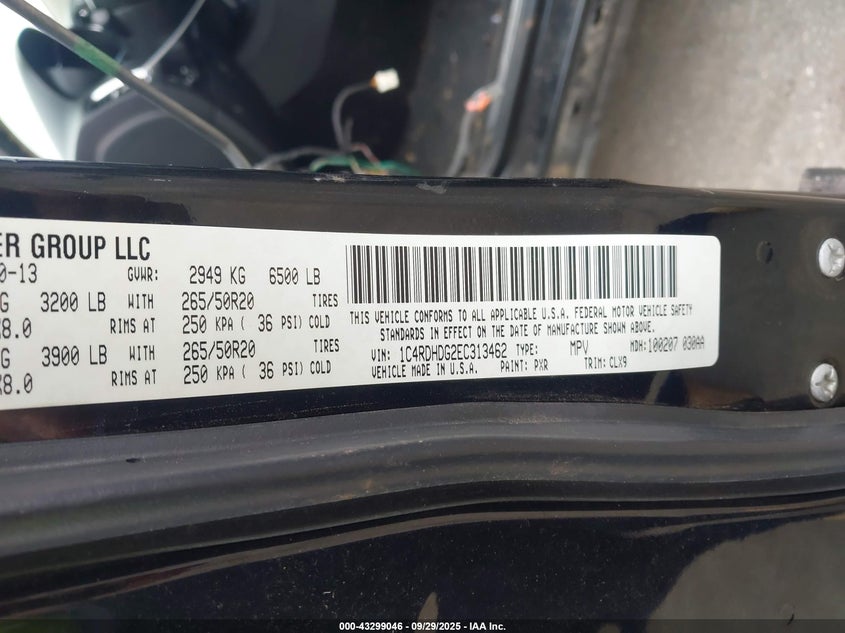 ER GROUP LLC
0-13 GVWR: 2949 KG 6500 LB
G 3200 LB WITH 265/50R20 TIRES
X8.0 RIMS AT 250 KPA ( 36 PSI) COLD
G 3900 LB WITH 265/50R20 TIRES
X8.0 RIMS AT 250 KPA ( 36 PSI) COLD
THIS VEHICLE CONFORMS TO ALL APPLICABLE U.S.A. FEDERAL MOTOR VEHICLE SAFETY
STANDARDS IN EFFECT ON THE DATE OF MANUFACTURE SHOWN ABOVE.
VIN: 1C4RDHDG2EC313462 TYPE: MPV MDH:100207 030AA
VEHICLE MADE IN U.S.A. PAINT: PXR TRIM: CLX9
000-43299046 - 09/29/2025 - IAA Inc.